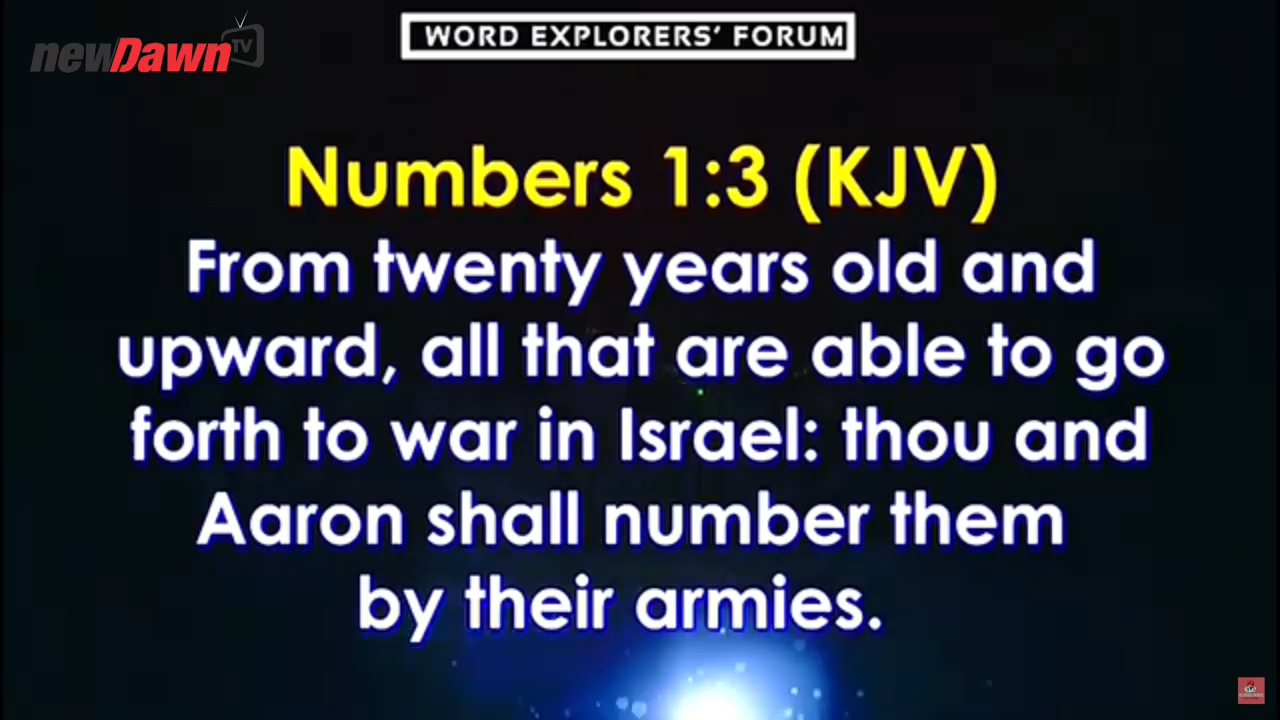 newDawn TV
WORD EXPLORERS' FORUM
Numbers 1:3 (KJV)
From twenty years old and
upward, all that are able to go
forth to war in Israel: thou and
Aaron shall number them
by their armies.